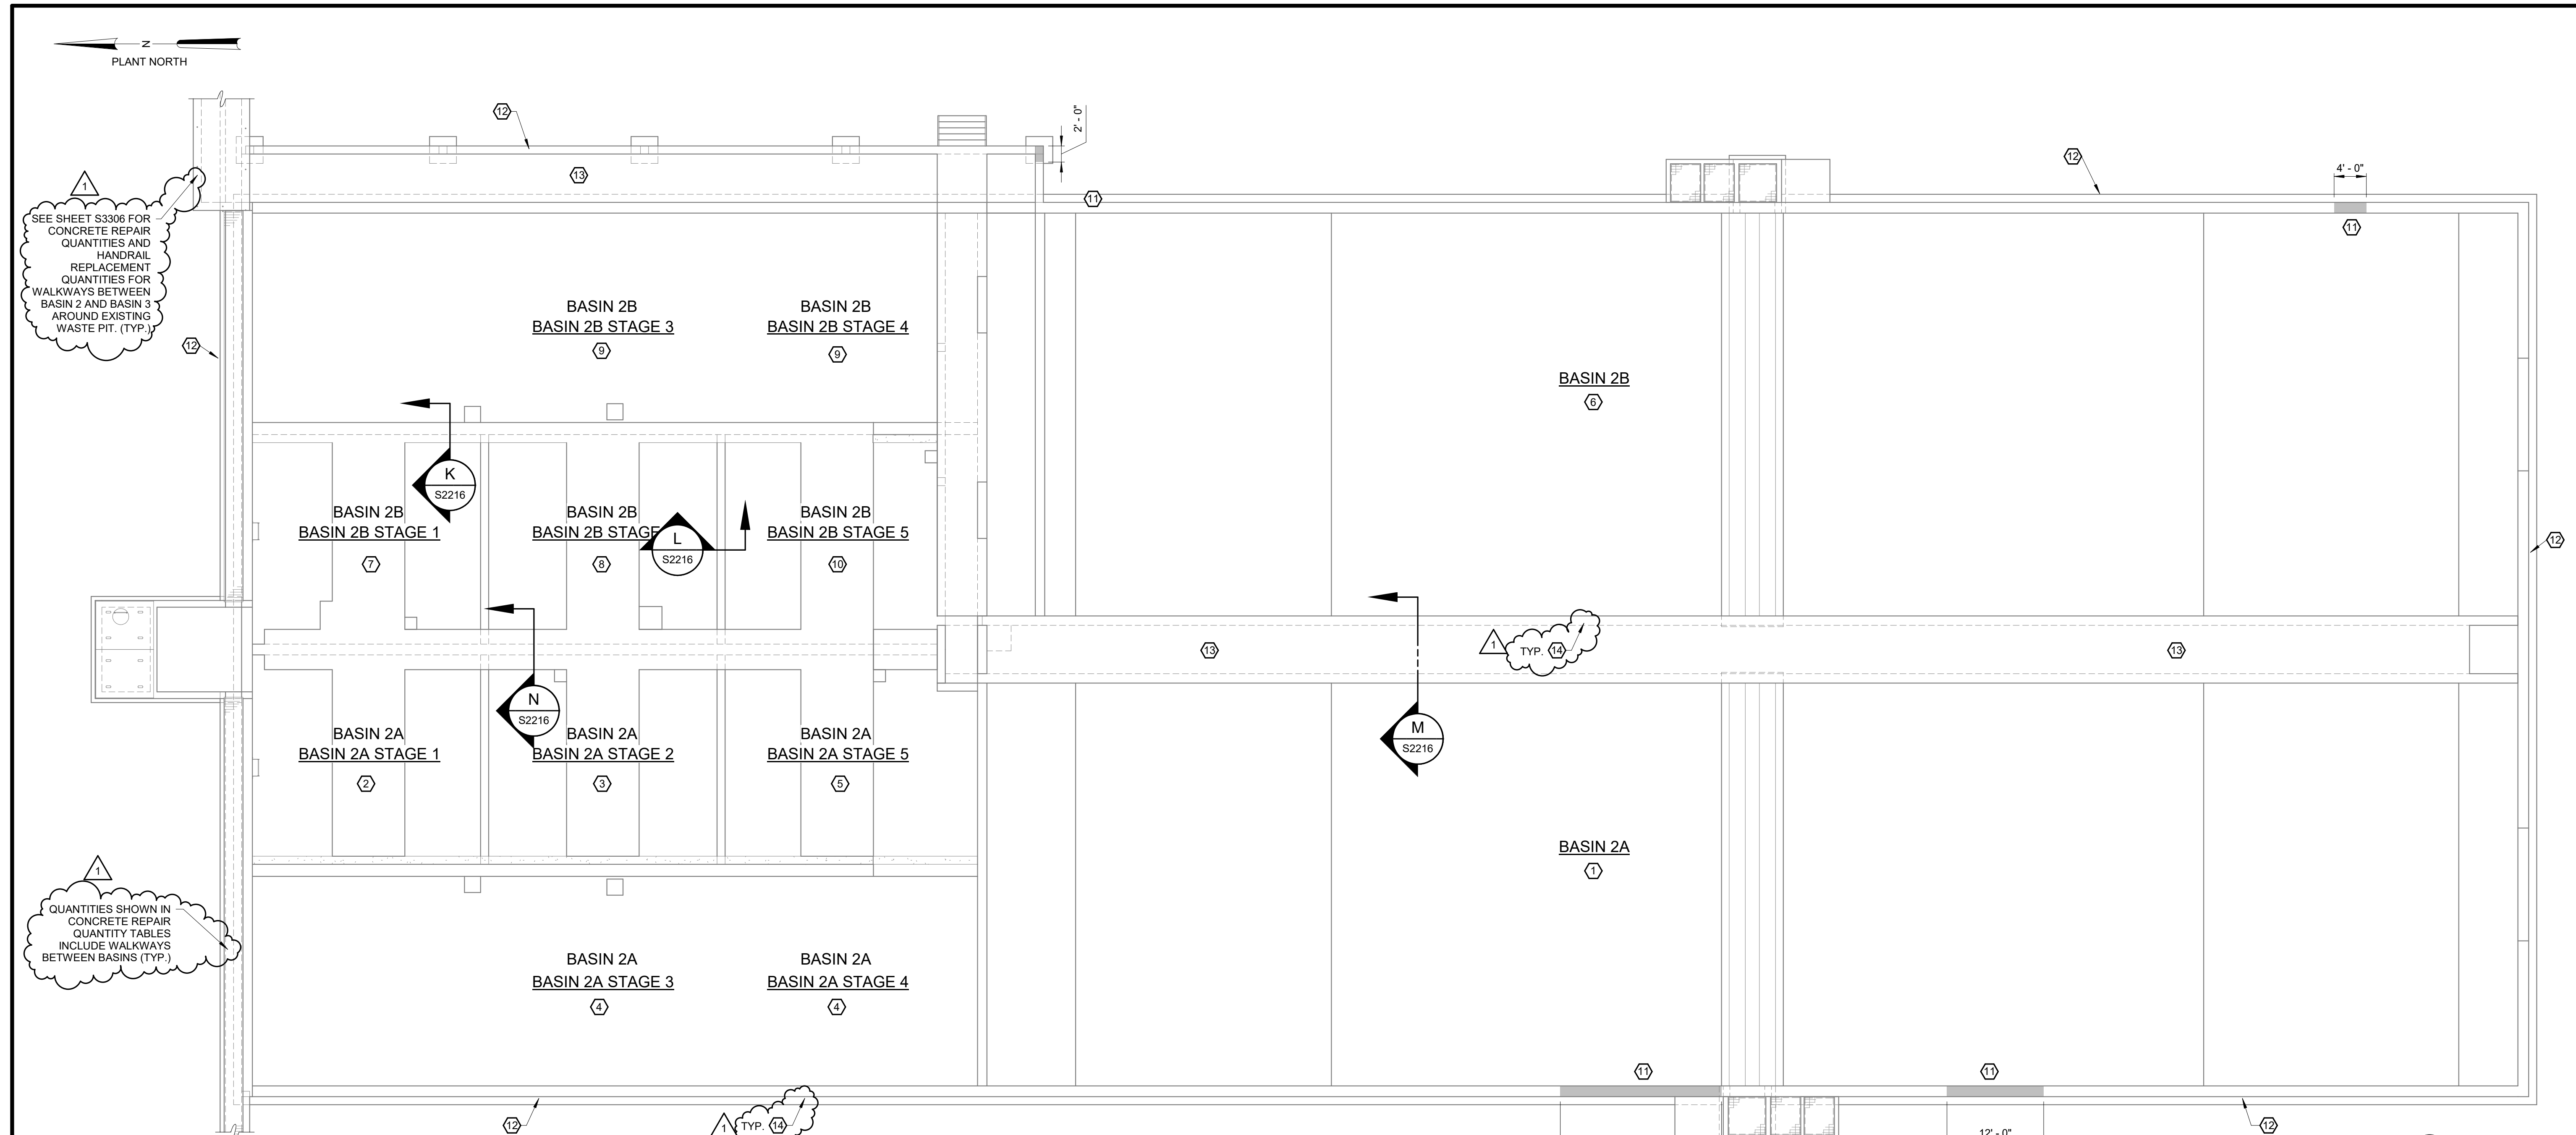 N
PLANT NORTH
12
2' - 0"
13
12
4' - 0"
11
11
1
SEE SHEET S3306 FOR
CONCRETE REPAIR
QUANTITIES AND
HANDRAIL
REPLACEMENT
QUANTITIES FOR
WALKWAYS BETWEEN
BASIN 2 AND BASIN 3
AROUND EXISTING
WASTE PIT. (TYP.)
12
BASIN 2B
BASIN 2B STAGE 3
9
BASIN 2B
BASIN 2B STAGE 4
9
BASIN 2B
6
K
S2216
BASIN 2B
BASIN 2B STAGE 1
7
BASIN 2B
BASIN 2B STAGE
8
L
S2216
BASIN 2B
BASIN 2B STAGE 5
10
12
13
1
TYP. 14
13
N
S2216
M
S2216
BASIN 2A
BASIN 2A STAGE 1
2
BASIN 2A
BASIN 2A STAGE 2
3
BASIN 2A
BASIN 2A STAGE 5
5
BASIN 2A
1
1
QUANTITIES SHOWN IN
CONCRETE REPAIR
QUANTITY TABLES
INCLUDE WALKWAYS
BETWEEN BASINS (TYP.)
BASIN 2A
BASIN 2A STAGE 3
4
BASIN 2A
BASIN 2A STAGE 4
4
11
11
12
1
TYP. 14
12' - 0"
12